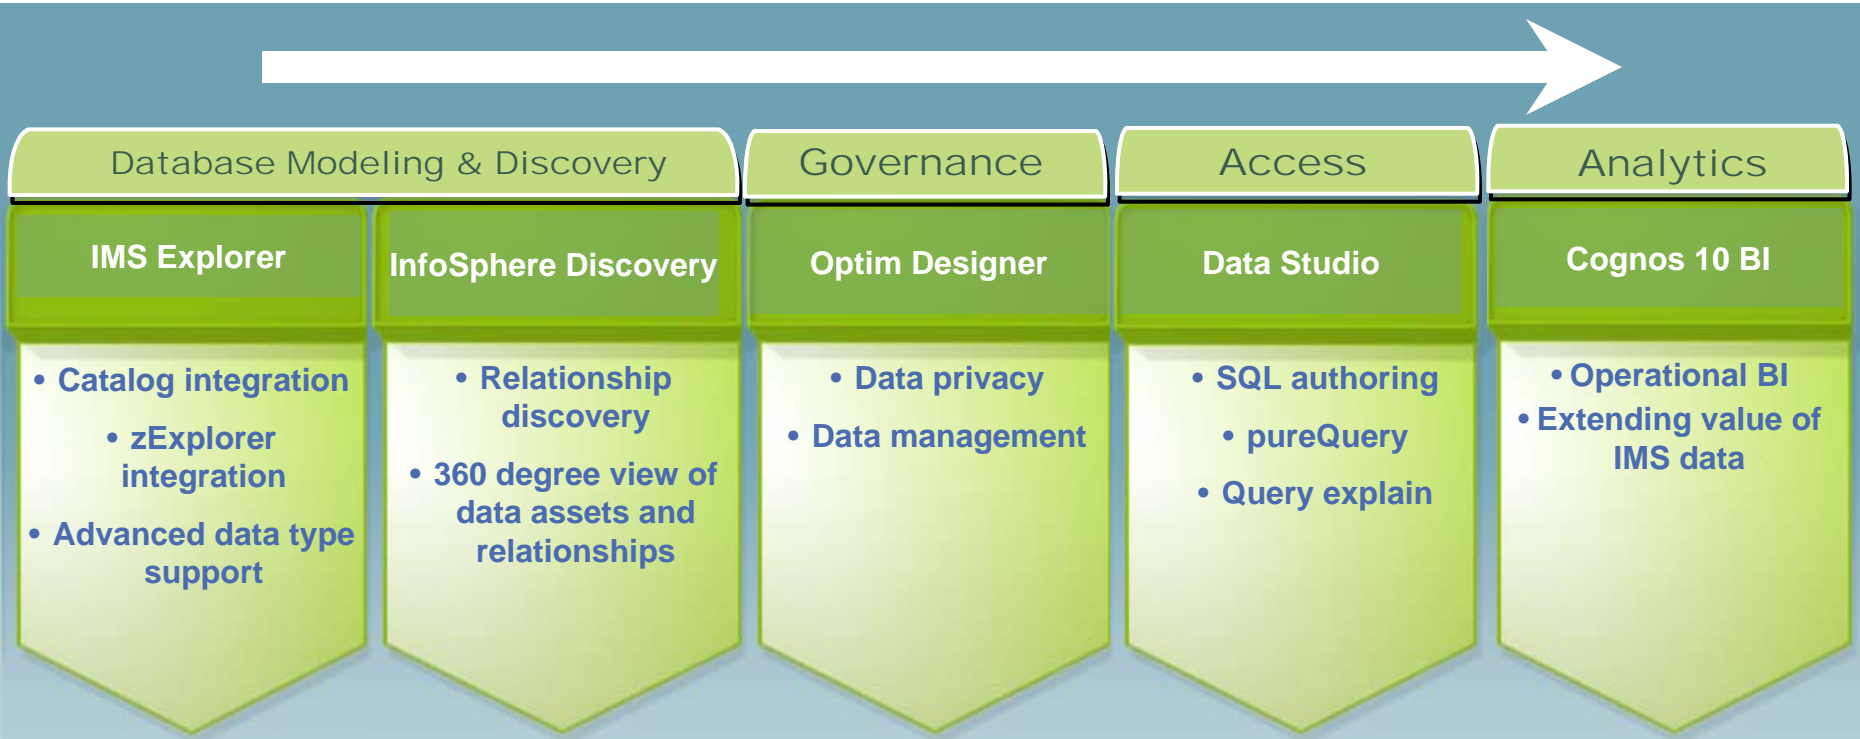 Database Modeling & Discovery
Governance
Access
Analytics
IMS Explorer
InfoSphere Discovery
Optim Designer
Data Studio
Cognos 10 BI
• Catalog integration
• zExplorer
integration
• Advanced data type
support
• Relationship
discovery
• 360 degree view of
data assets and
relationships
• Data privacy
• Data management
• SQL authoring
• pureQuery
• Query explain
• Operational BI
• Extending value of
IMS data